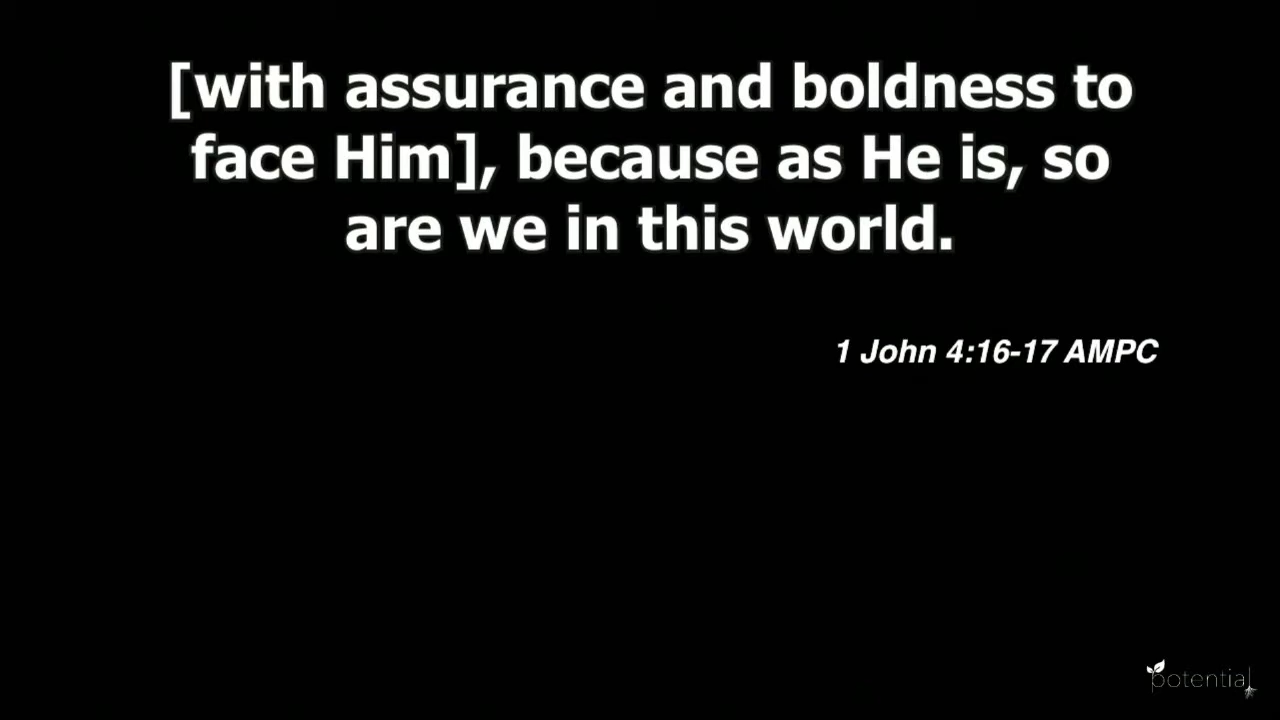 [with assurance and boldness to
face Him], because as He is, so
are we in this world.
1 John 4:16-17 AMPC
potential